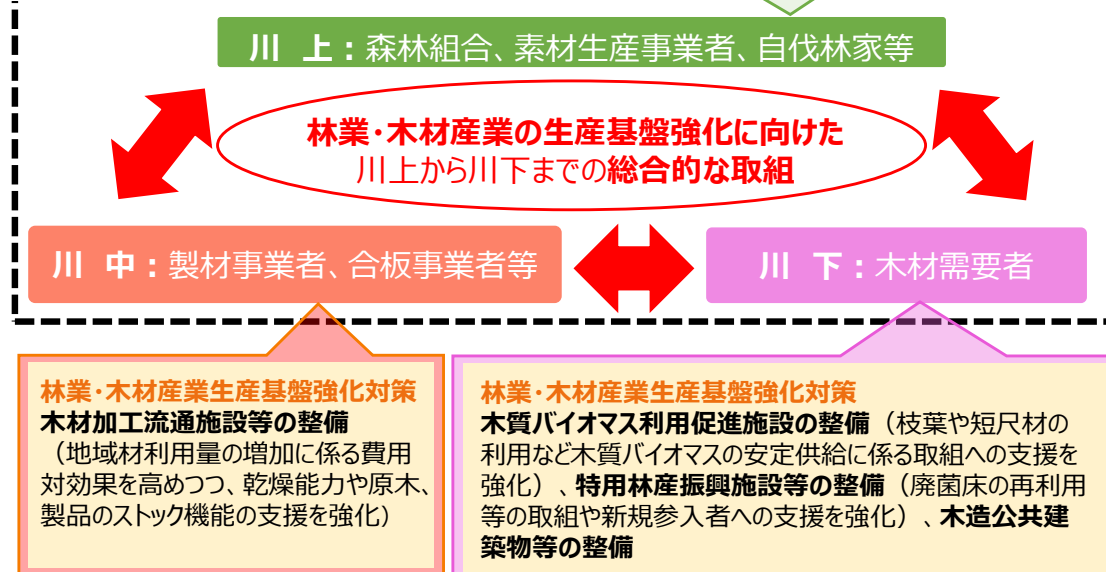 川 上：森林組合、素材生産事業者、自伐林家等
林業・木材産業の生産基盤強化に向けた
川上から川下までの総合的な取組
川 中：製材事業者、合板事業者等
川 下：木材需要者
林業・木材産業生産基盤強化対策
木材加工流通施設等の整備
（地域材利用量の増加に係る費用
対効果を高めつつ、乾燥能力や原木、
製品のストック機能の支援を強化）
林業・木材産業生産基盤強化対策
木質バイオマス利用促進施設の整備（枝葉や短尺材の
利用など木質バイオマスの安定供給に係る取組への支援を
強化）、特用林産振興施設等の整備（廃菌床の再利用
等の取組や新規参入者への支援を強化）、木造公共建
築物等の整備